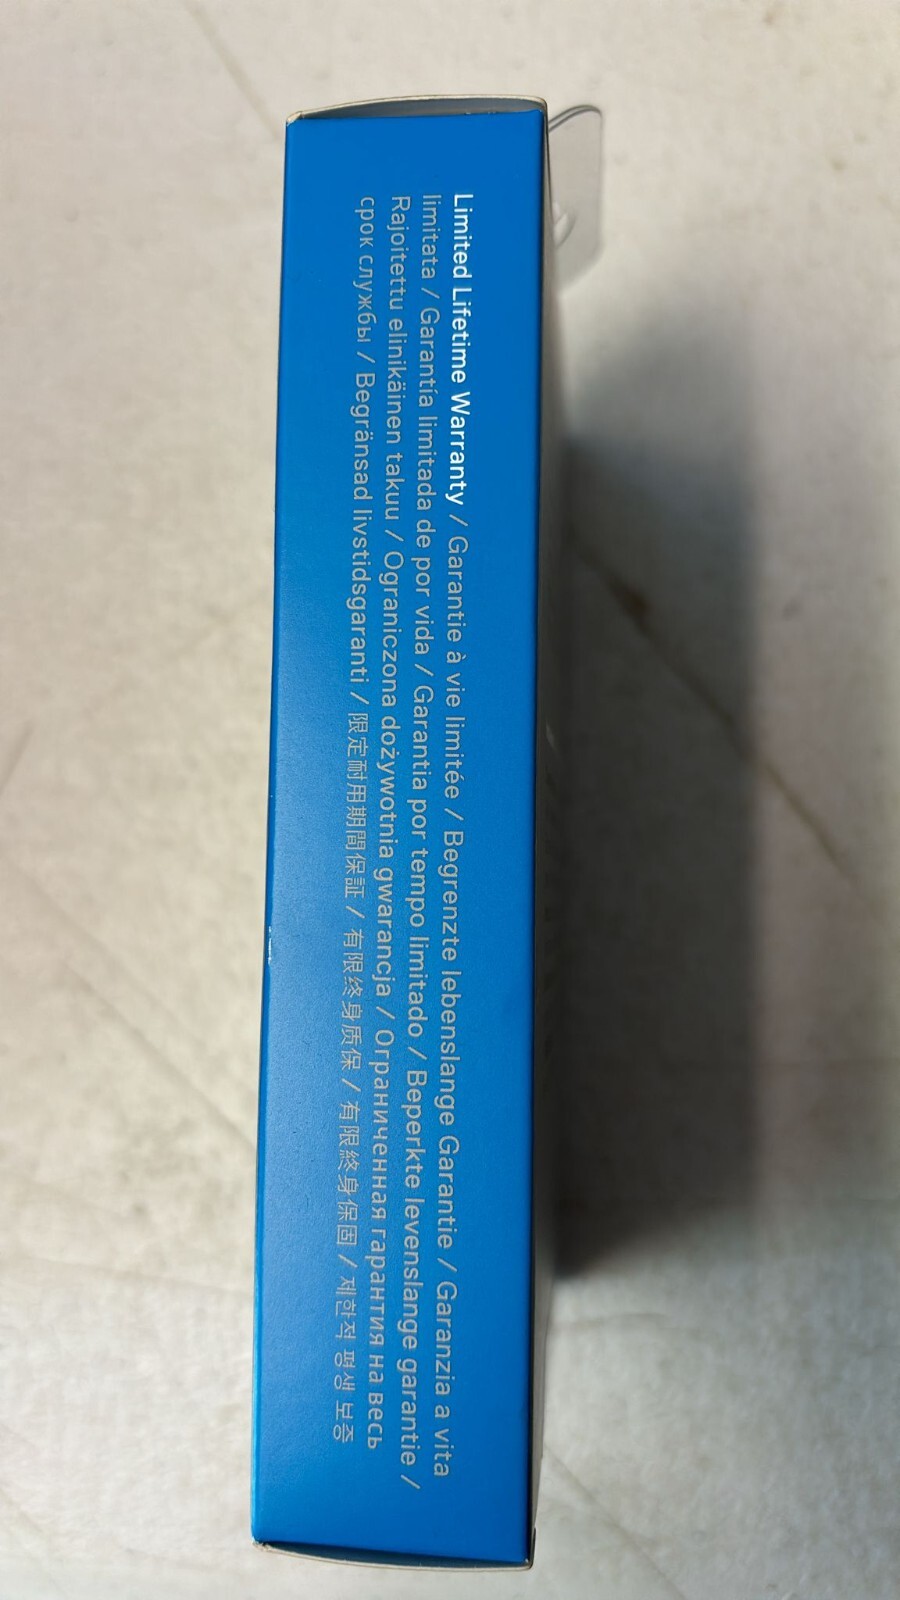 Limited Lifetime Warranty / Garantie à vie limitée / Begrenzte lebenslange Garantie / Garanzia a vita
limitata / Garantía limitada de por vida / Garantia por tempo limitado / Beperkte levenslange garantie /
Rajoitettu elinikäinen takuu / Ograniczona dożywotnia gwarancja / Ограниченная гарантия на весь
срок службы / Begränsad livstidsgaranti / 限定耐用期間保証 / 有限终身质保 / 有限終身保固 / 제한적 평생 보증